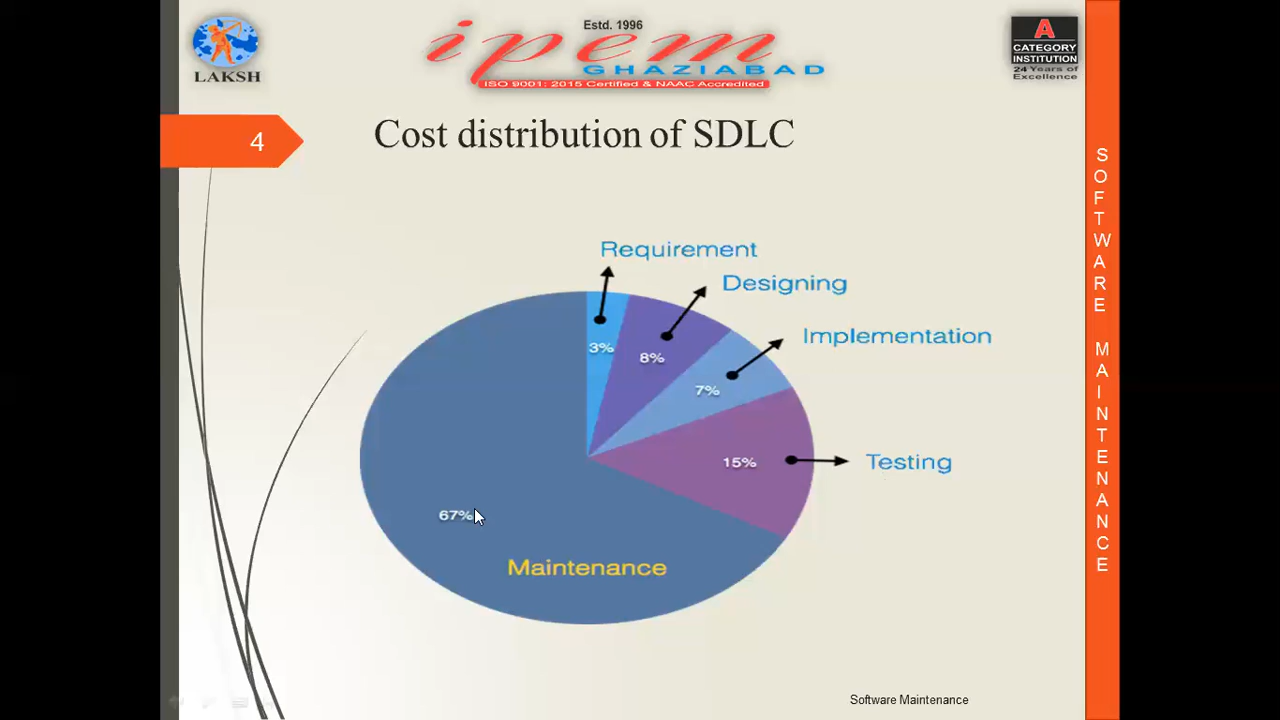 LAKSH
Estd. 1996
ipem
GHAZIABAD
ISO 9001: 2015 Certified & NAAC Accredited
A
CATEGORY
INSTITUTION
24 Years of
Excellence
4
Cost distribution of SDLC
Requirement
Designing
Implementation
Testing
3%
8%
7%
15%
67%
Maintenance
SOFTWARE MAINTENANCE
Software Maintenance